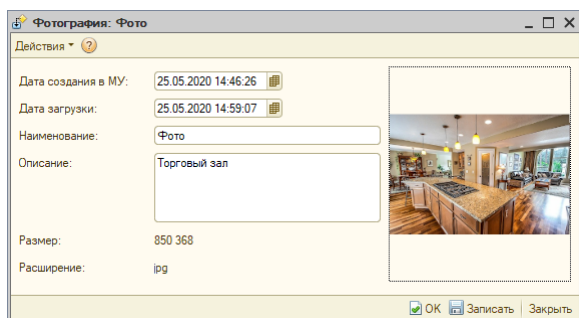 Фотография: Фото
Действия
Дата создания в МУ: 25.05.2020 14:46:26
Дата загрузки: 25.05.2020 14:59:07
Наименование: Фото
Описание: Торговый зал
Размер: 850 368
Расширение: jpg
OK Записать Закрыть